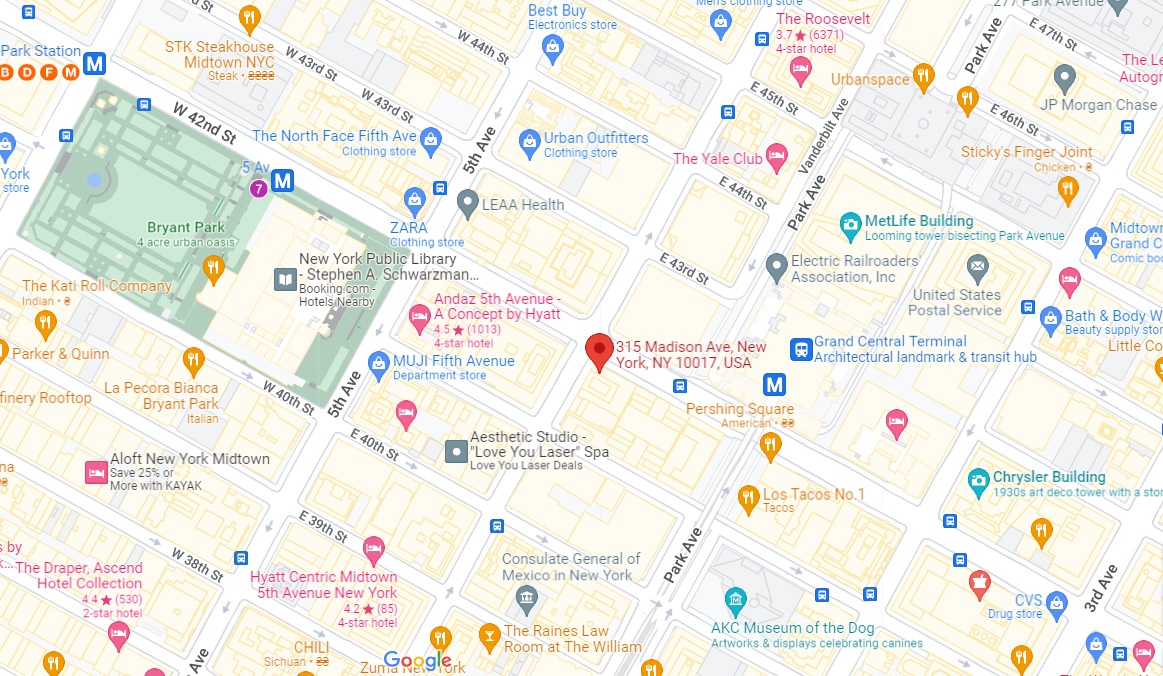 Best Buy
Electronics store
Men's clothing store
277 Park Avenue
The Roosevelt
3.7 ★ (6371)
4-star hotel
Park Ave
E 47th St
W 44th St
STK Steakhouse
Midtown NYC
Steak · ₴₴₴₴
W 43rd St
Park Station
M
B D F M
Urbanspace
JP Morgan Chase
E 45th St
E 46th St
W 43rd St
W 42nd St
The North Face Fifth Ave
Clothing store
5th Ave
Urban Outfitters
Clothing store
Vanderbilt Ave
The Yale Club
Sticky's Finger Joint
Chicken · ₴
York
store
5 Av
7
M
E 44th St
Park Ave
LEAA Health
ZARA
Clothing store
Bryant Park
4 acre urban oasis
MetLife Building
Looming tower bisecting Park Avenue
Midtown
Grand C
Comic boo
New York Public Library
- Stephen A. Schwarzman...
Booking.com -
Hotels Nearby
E 43rd St
Electric Railroaders
Association, Inc
United States
Postal Service
The Kati Roll Company
Indian · ₴
Andaz 5th Avenue -
A Concept by Hyatt
4.5 ★ (1013)
4-star hotel
Bath & Body W
Beauty supply stor
Parker & Quinn
MUJI Fifth Avenue
Department store
315 Madison Ave, New
York, NY 10017, USA
Grand Central Terminal
Architectural landmark & transit hub
Little Co
M
La Pecora Bianca
Bryant Park
Italian
finery Rooftop
W 40th St
5th Ave
Pershing Square
American · ₴₴
E 40th St
Aesthetic Studio -
"Love You Laser" Spa
Love You Laser Deals
Aloft New York Midtown
Save 25% or
More with KAYAK
Chrysler Building
1930s art deco tower with a stor
Los Tacos No.1
Tacos
E 39th St
W 38th St
Park Ave
The Draper, Ascend
Hotel Collection
4.4 ★ (530)
2-star hotel
Hyatt Centric Midtown
5th Avenue New York
4.2 ★ (85)
4-star hotel
Consulate General of
Mexico in New York
3rd Ave
CVS
Drug store
AKC Museum of the Dog
Artworks & displays celebrating canines
The Raines Law
Room at The William
CHILI
Sichuan · ₴₴
Google
Ave